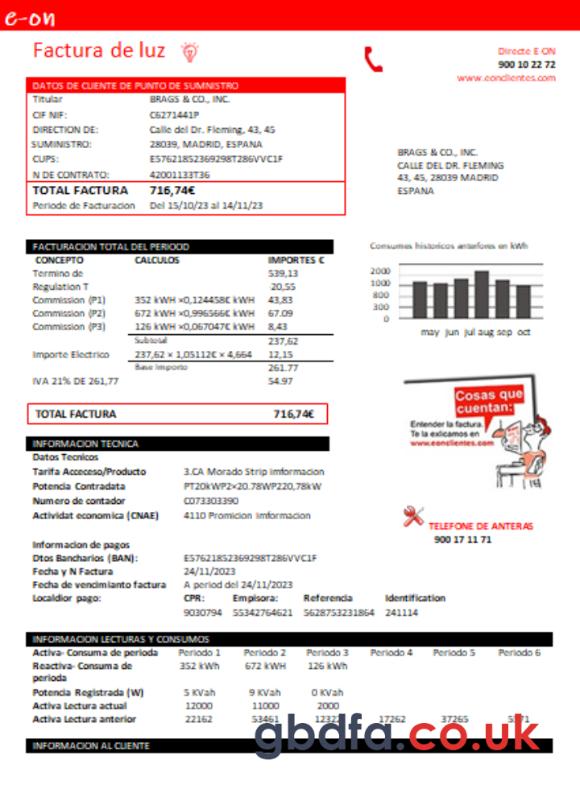 e-on
Factura de luz
Directe E ON
900 10 22 72
www.eonclientes.com
DATOS DE CLIENTE DE PUNTO DE SUMNISTRO
Titular BRAGS & CO., INC.
CIF NIF: C6271441P
DIRECTION DE: Calle del Dr. Fleming, 43, 45
SUMINISTRO: 28039, MADRID, ESPANA
CUPS: E57621852369298T286VVC1F
N DE CONTRATO: 42001133T36
TOTAL FACTURA 716,74€
Periode de Facturacion Del 15/10/23 al 14/11/23
BRAGS & CO., INC.
CALLE DEL DR. FLEMING
43, 45, 28039 MADRID
ESPANA
FACTURACION TOTAL DEL PERIOOD
CONCEPTO CALCULOS IMPORTES €
Termino de 539,13
Regulation T -20,55
Commission (P1) 352 kWH ×0,124458€ kWH 43,83
Commission (P2) 672 kWH ×0,996566€ kWH 67.09
Commission (P3) 126 kWH ×0,067047€ kWH 8,43
Subtotal 237,62
Importe Electrico 237,62 × 1,05112€ × 4,664 12,15
Base Importo 261.77
IVA 21% DE 261,77 54.97
TOTAL FACTURA 716,74€
Consumes historicos anteriores en kWh
2000
1000
800
300
0
may jun jul aug sep oct
Cosas que
cuentan:
Entender la factura.
Te la exlicamos en
www.eonclientes.com
INFORMACION TECNICA
Datos Tecnicos
Tarifa Acceceso/Producto 3.CA Morado Strip imformacion
Potencia Contradata PT20kWP2×20.78WP220,78kW
Numero de contador C073303390
Actividat economica (CNAE) 4110 Promicion Imformacion
TELEFONE DE ANTERAS
900 17 11 71
Informacion de pagos
Dtos Bancharios (BAN): E57621852369298T286VVC1F
Fecha y N Factura 24/11/2023
Fecha de vencimiento factura A period del 24/11/2023
Localdior pago: CPR: Empisora: Referencia Identification
9030794 55342764621 5628753231864 241114
INFORMACION LECTURAS Y CONSUMOS
Activa- Consuma de perioda Periodo 1 Periodo 2 Periodo 3 Periodo 4 Periodo 5 Periodo 6
Reactiva- Consuma de perioda 352 kWh 672 kWH 126 kWh
Potencia Registrada (W) 5 KVah 9 KVah 0 KVah
Activa Lectura actual 12000 11000 2000
Activa Lectura anterior 22162 53461 17262 37265
gbdfa.co.uk
INFORMACION AL CLIENTE